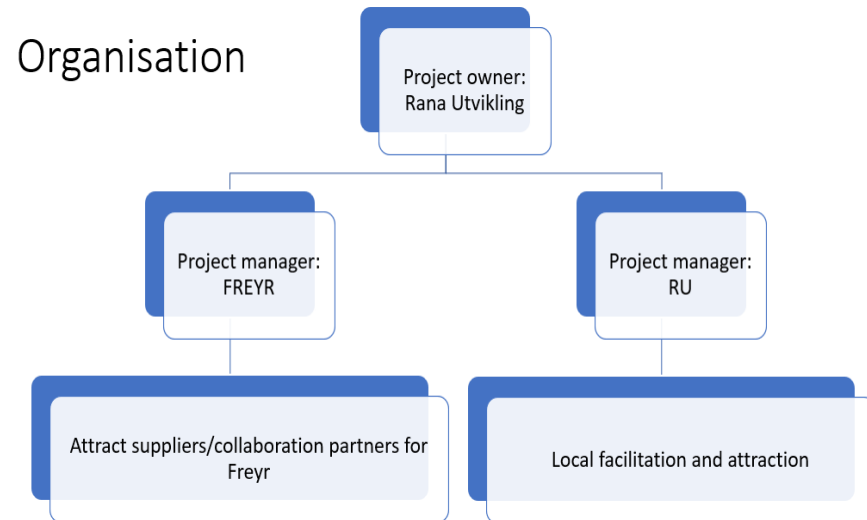 Organisation
Project owner:
Rana Utvikling
Project manager:
FREYR
Project manager:
RU
Attract suppliers/collaboration partners for
Freyr
Local facilitation and attraction